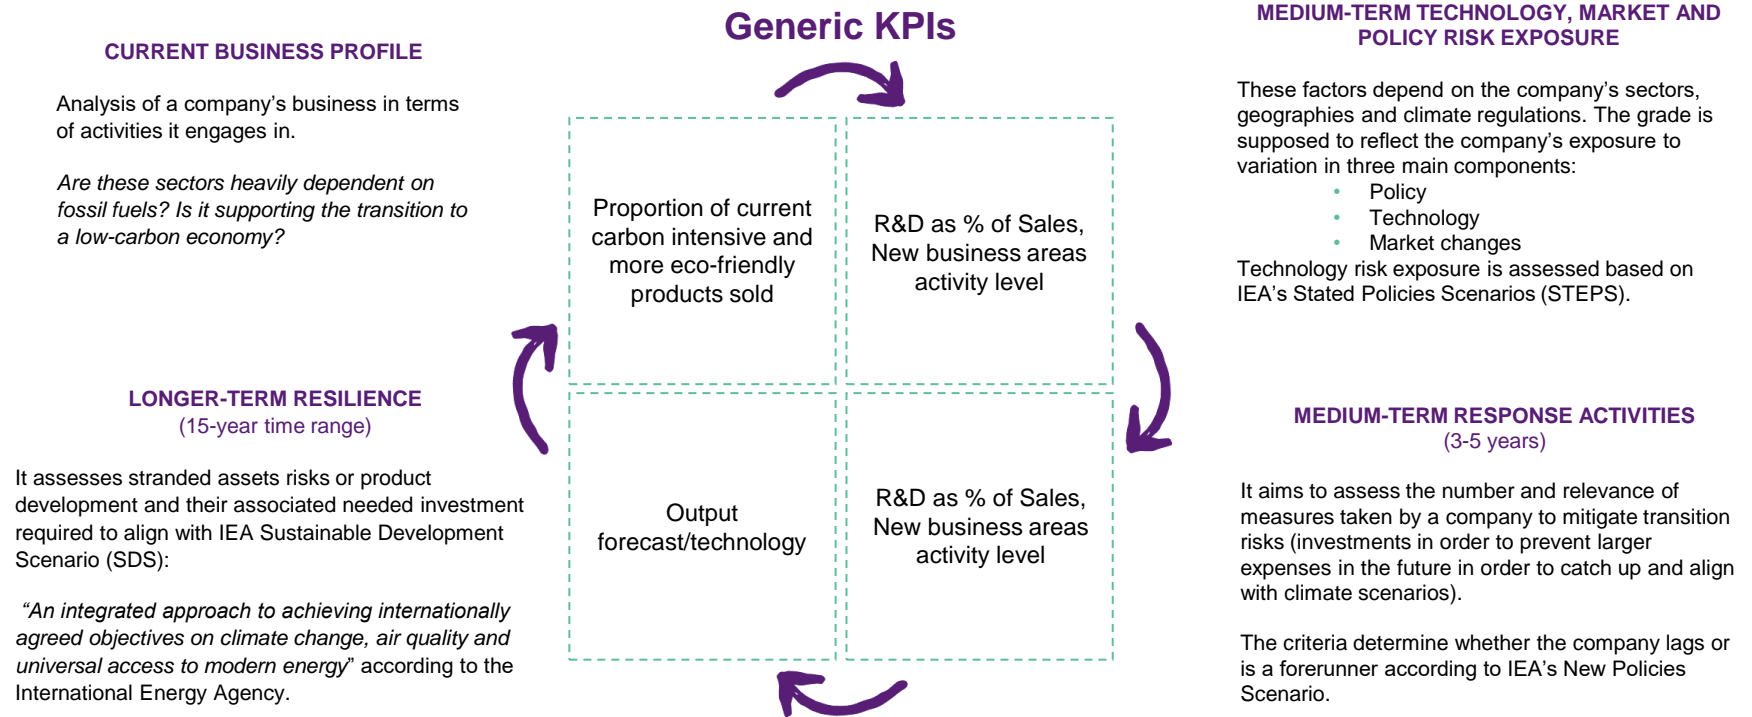 Generic KPIs
CURRENT BUSINESS PROFILE
Analysis of a company’s business in terms
of activities it engages in.
Are these sectors heavily dependent on
fossil fuels? Is it supporting the transition to
a low-carbon economy?
MEDIUM-TERM TECHNOLOGY, MARKET AND
POLICY RISK EXPOSURE
These factors depend on the company’s sectors,
geographies and climate regulations. The grade is
supposed to reflect the company’s exposure to
variation in three main components:
• Policy
• Technology
• Market changes
Technology risk exposure is assessed based on
IEA’s Stated Policies Scenarios (STEPS).
Proportion of current
carbon intensive and
more eco-friendly
products sold
R&D as % of Sales,
New business areas
activity level
LONGER-TERM RESILIENCE
(15-year time range)
It assesses stranded assets risks or product
development and their associated needed investment
required to align with IEA Sustainable Development
Scenario (SDS):
“An integrated approach to achieving internationally
agreed objectives on climate change, air quality and
universal access to modern energy” according to the
International Energy Agency.
Output
forecast/technology
R&D as % of Sales,
New business areas
activity level
MEDIUM-TERM RESPONSE ACTIVITIES
(3-5 years)
It aims to assess the number and relevance of
measures taken by a company to mitigate transition
risks (investments in order to prevent larger
expenses in the future in order to catch up and align
with climate scenarios).
The criteria determine whether the company lags or
is a forerunner according to IEA’s New Policies
Scenario.